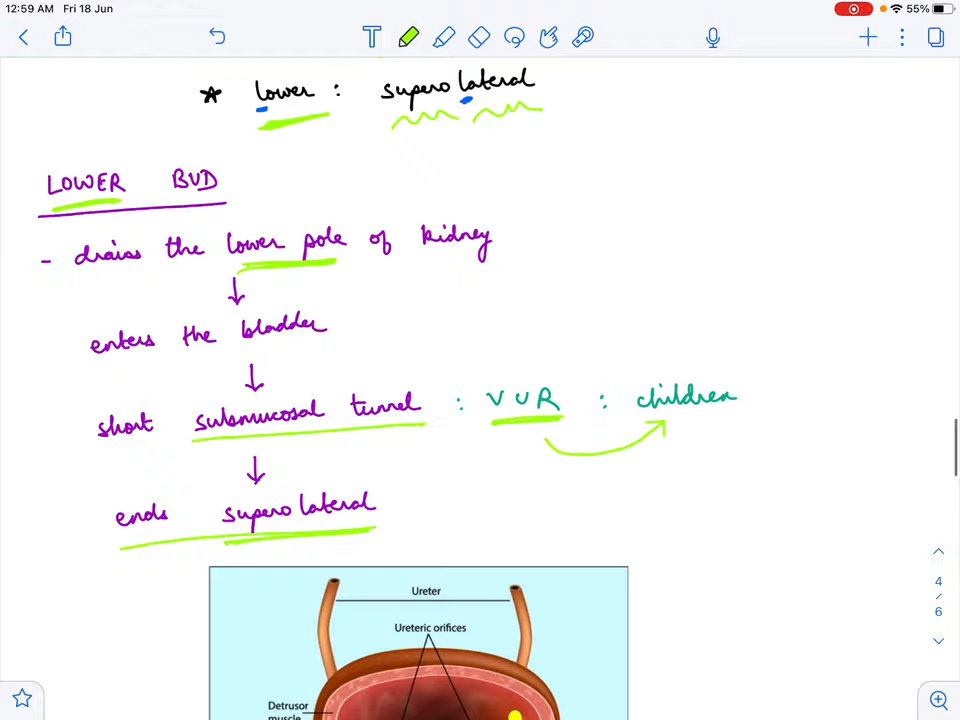 12:59 AM Fri 18 Jun 55%
T
* lower : supero lateral
LOWER BUD
- drains the lower pole of kidney
↓
enters the bladder
↓
short submucosal tunnel : VUR : children
↓
ends supero lateral
4
/
6
Ureter
Ureteric orifices
Detrusor
muscle